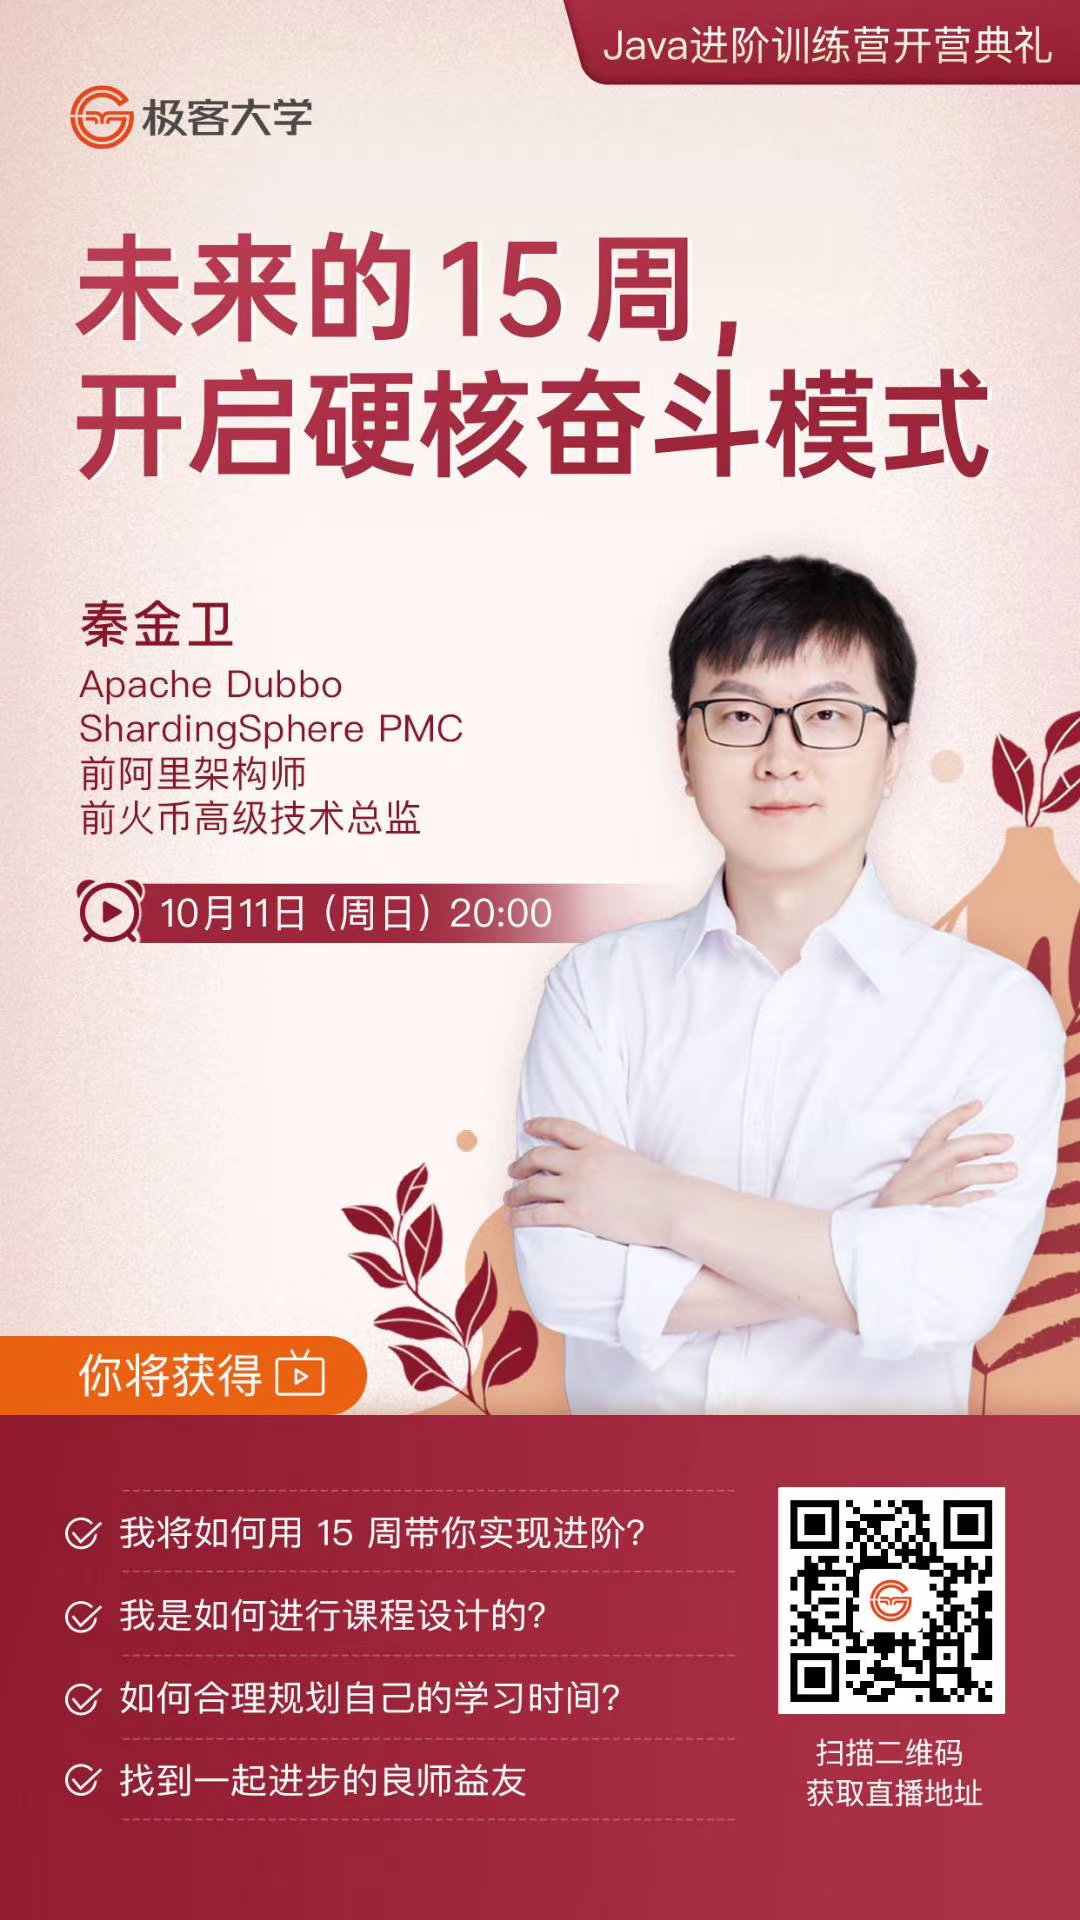 Java进阶训练营开营典礼
极客大学
未来的15周,
开启硬核奋斗模式
秦金卫
Apache Dubbo
ShardingSphere PMC
前阿里架构师
前火币高级技术总监
10月11日（周日）20:00
你将获得
我将如何用 15 周带你实现进阶?
我是如何进行课程设计的?
如何合理规划自己的学习时间?
找到一起进步的良师益友
扫描二维码
获取直播地址